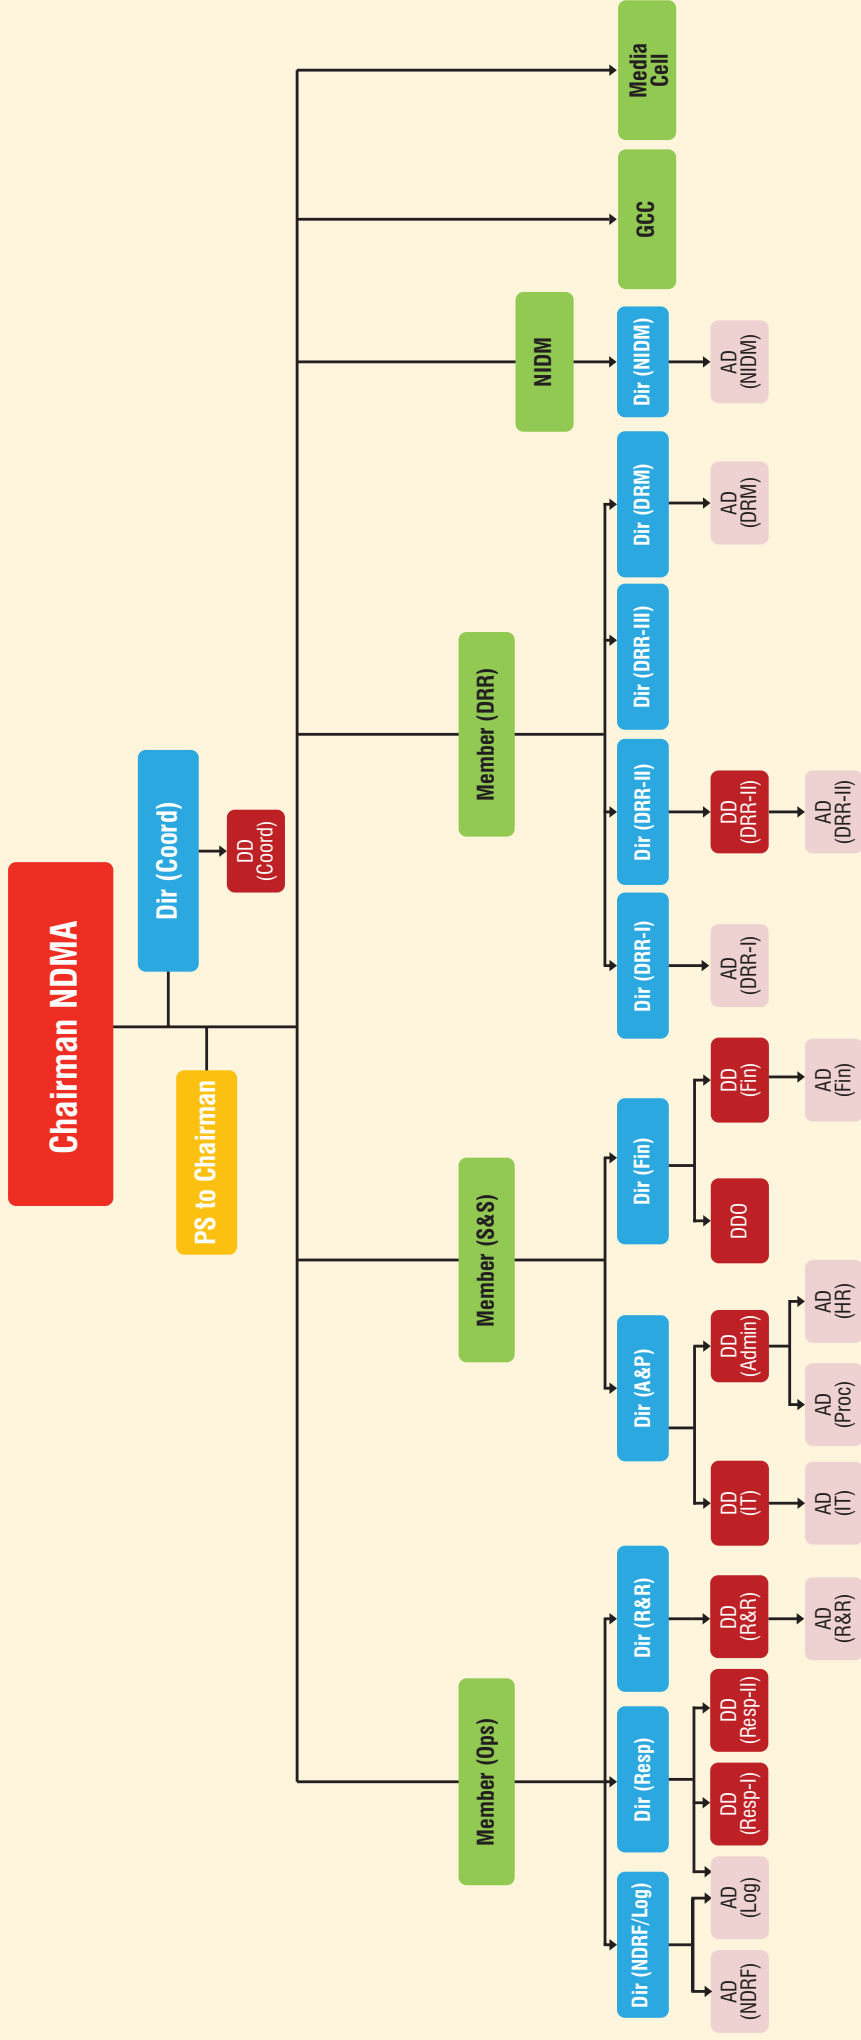 Chairman NDMA
Dir (Coord)
PS to Chairman
DD
(Coord)
Member (Ops)
Member (S&S)
Member (DRR)
NIDM
GCC
Media
Cell
Dir (NDRF/Log)
Dir (Resp)
Dir (R&R)
Dir (A&P)
Dir (Fin)
Dir (DRR-I)
Dir (DRR-II)
Dir (DRR-III)
Dir (DRM)
Dir (NIDM)
AD
(NDRF)
AD
(Log)
DD
(Resp-I)
DD
(Resp-II)
DD
(R&R)
DD
(IT)
DD
(Admin)
DDO
DD
(Fin)
AD
(DRR-I)
DD
(DRR-II)
AD
(DRM)
AD
(NIDM)
AD
(R&R)
AD
(IT)
AD
(Proc)
AD
(HR)
AD
(Fin)
AD
(DRR-II)